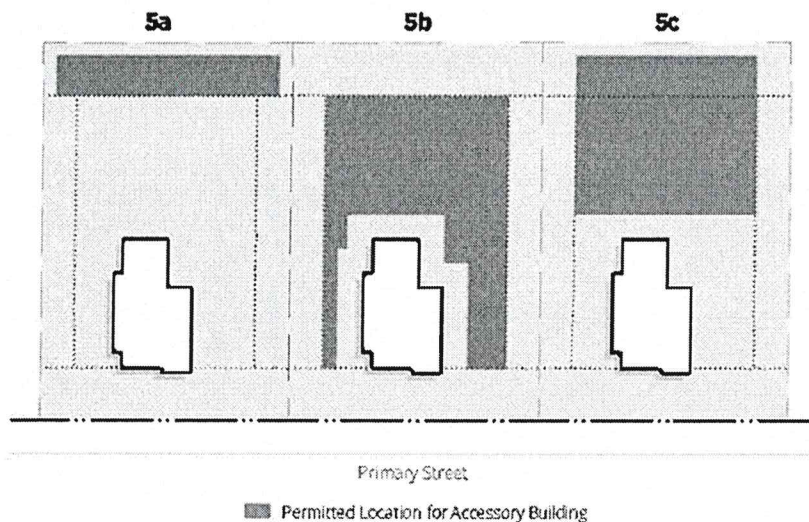 5a 5b 5c
Primary Street
Permitted Location for Accessory Building